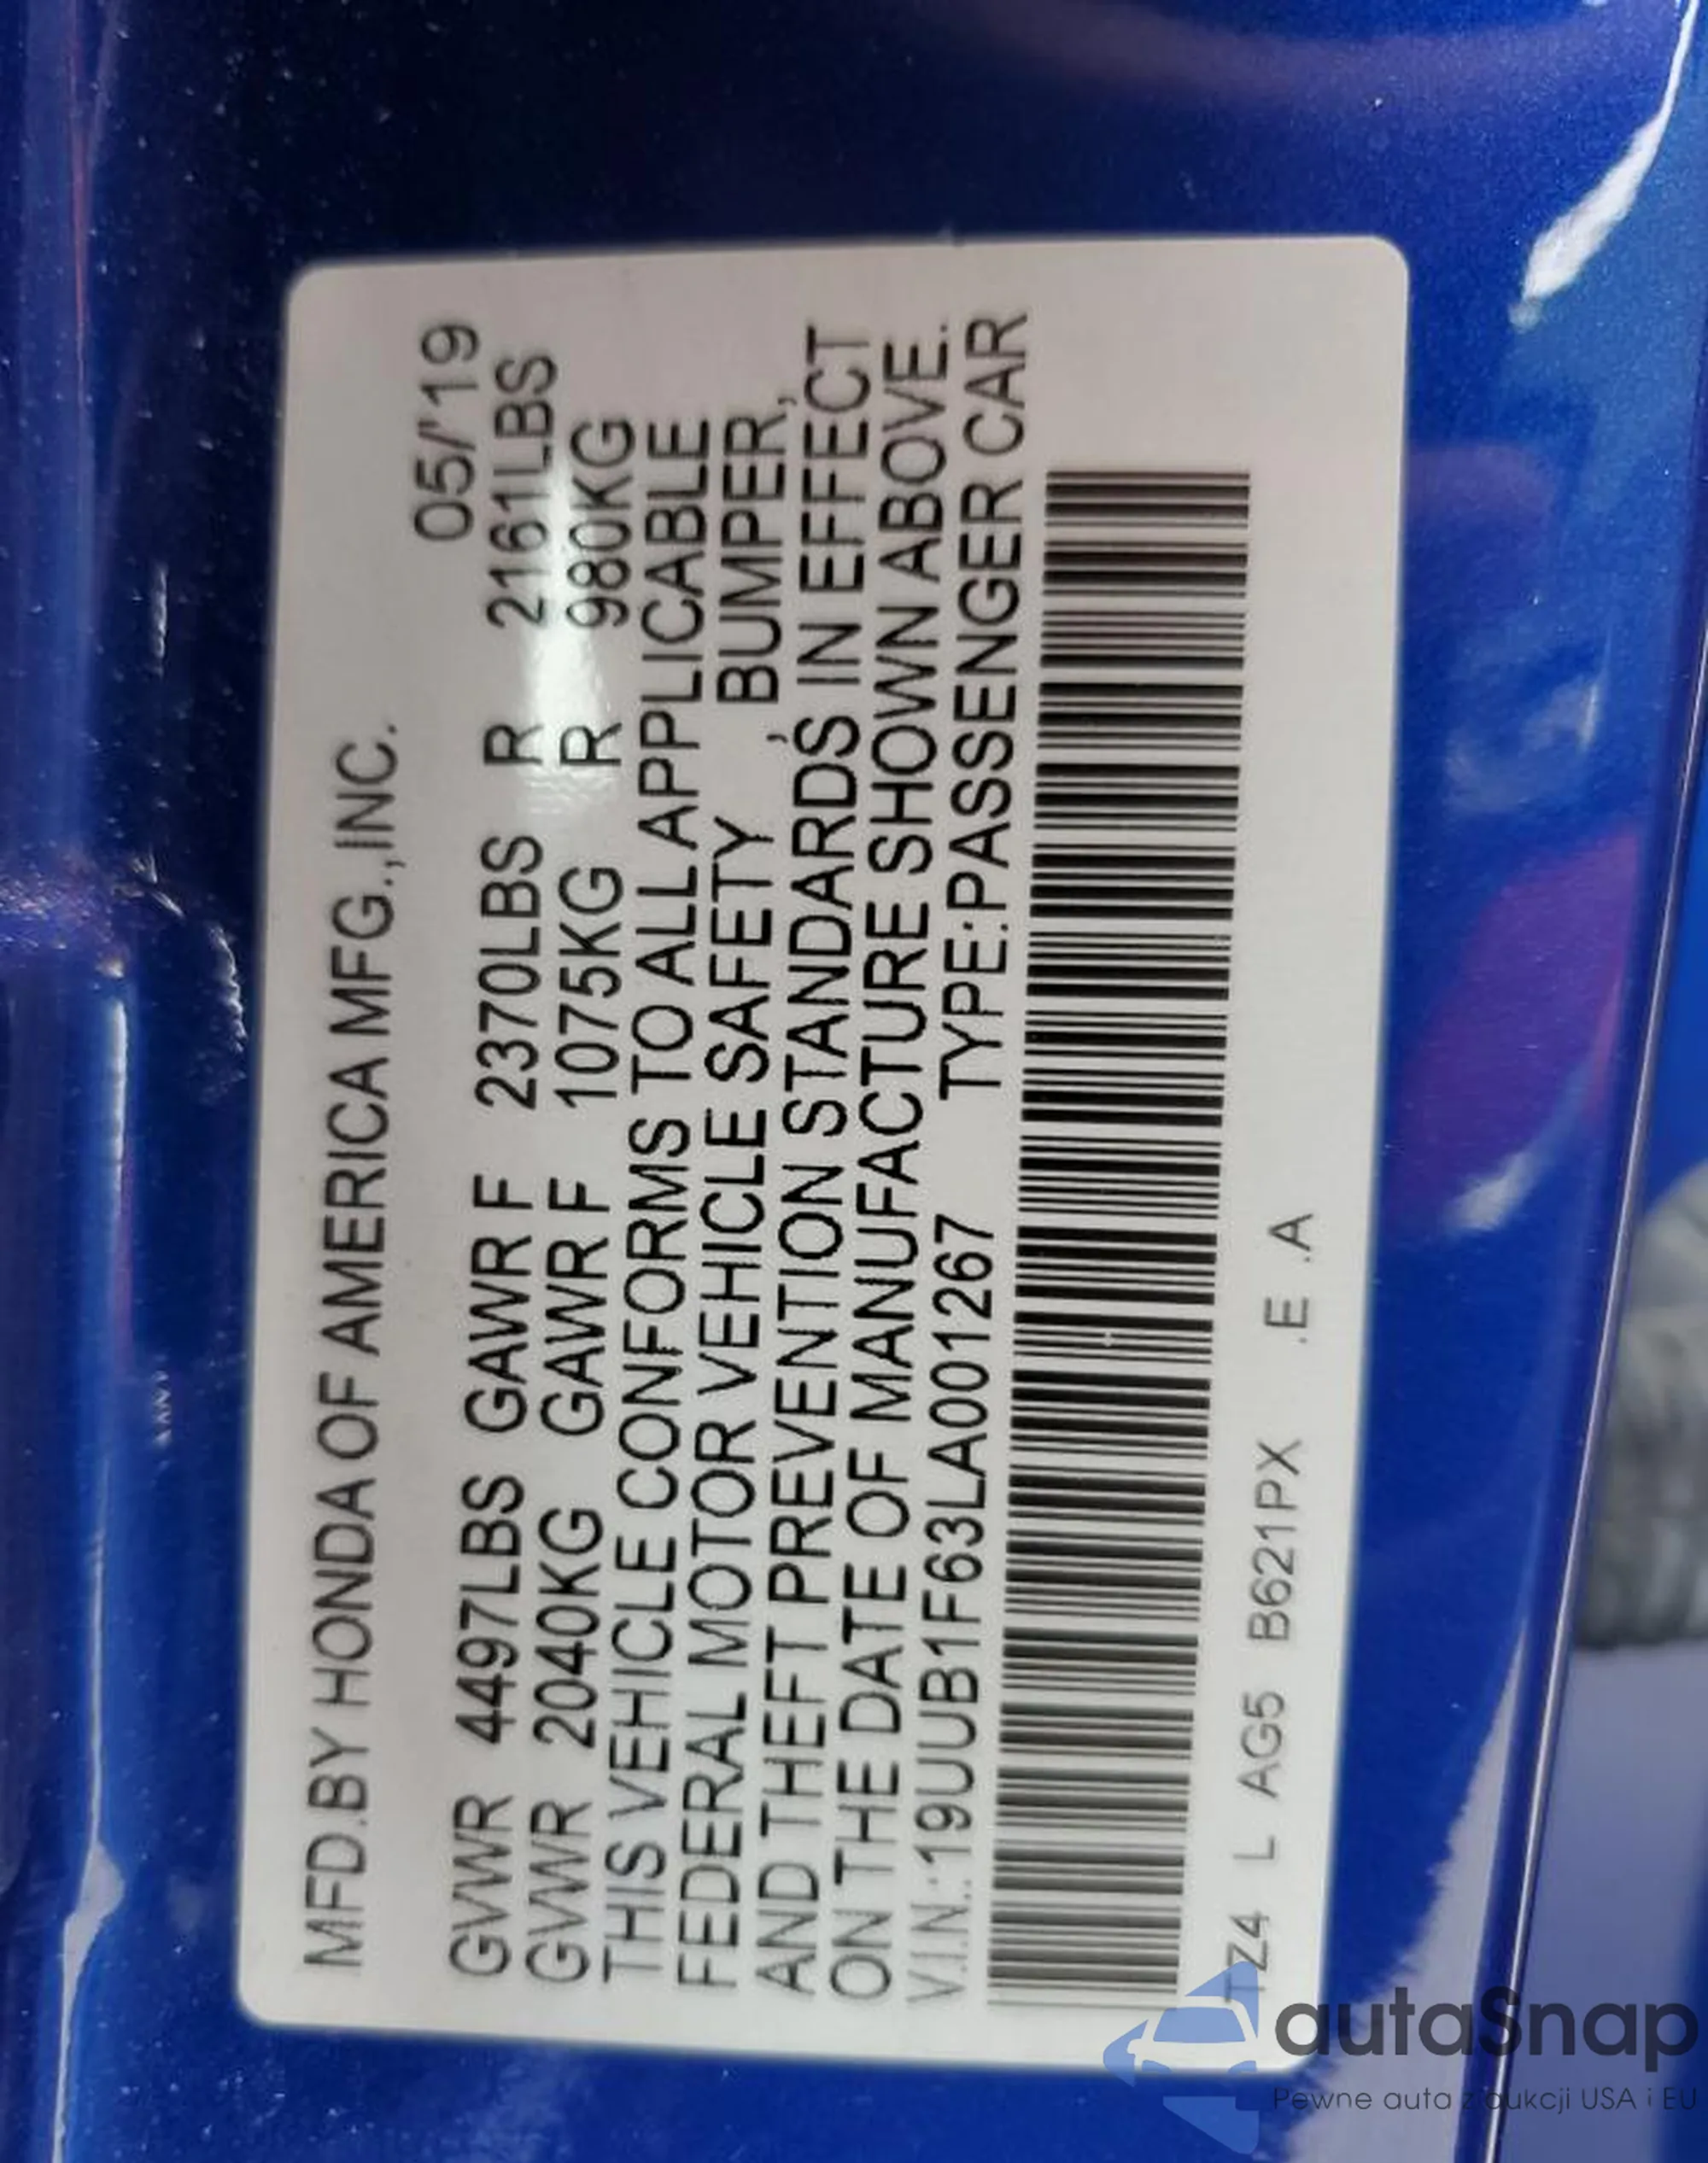 MFD.BY HONDA OF AMERICA MFG.,INC.
05/'19
GVWR 4497LBS GAWR F 2370LBS R 2161LBS
GVWR 2040KG GAWR F 1075KG R 980KG
THIS VEHICLE CONFORMS TO ALL APPLICABLE
FEDERAL MOTOR VEHICLE SAFETY , BUMPER,
AND THEFT PREVENTION STANDARDS IN EFFECT
ON THE DATE OF MANUFACTURE SHOWN ABOVE.
V.I.N.:19UUB1F63LA001267 TYPE:PASSENGER CAR
TZ4 L AG5 B621PX .E .A
autaSnap
Pewne auta z aukcji USA i EU